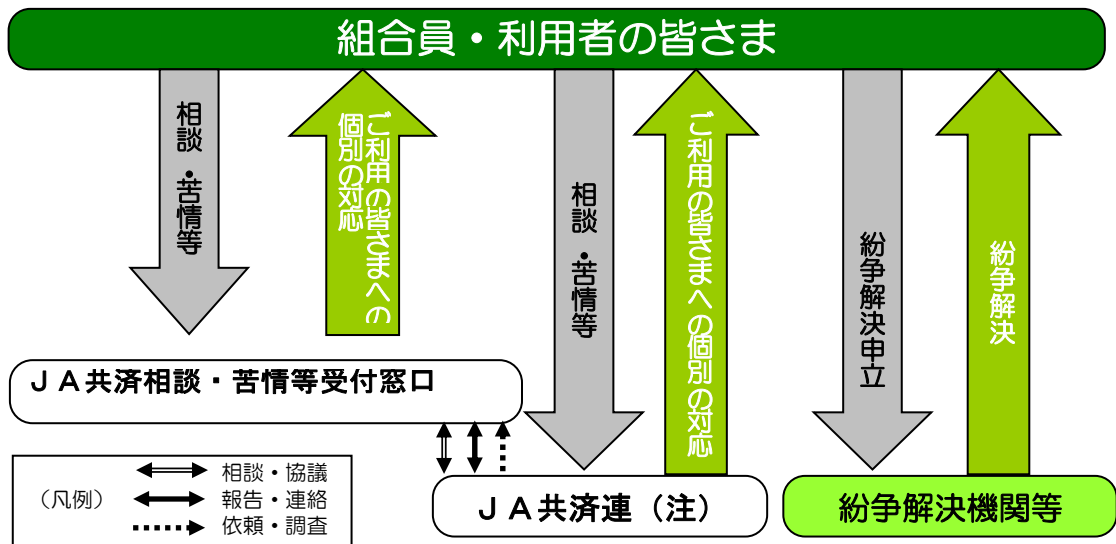 組合員・利用者の皆さま
相談・苦情等
ご利用の皆さまへの
個別の対応
相談・苦情等
ご利用の皆さまへの個別の対応
紛争解決申立
紛争解決
ＪＡ共済相談・苦情等受付窓口
（凡例）
相談・協議
報告・連絡
依頼・調査
ＪＡ共済連（注）
紛争解決機関等